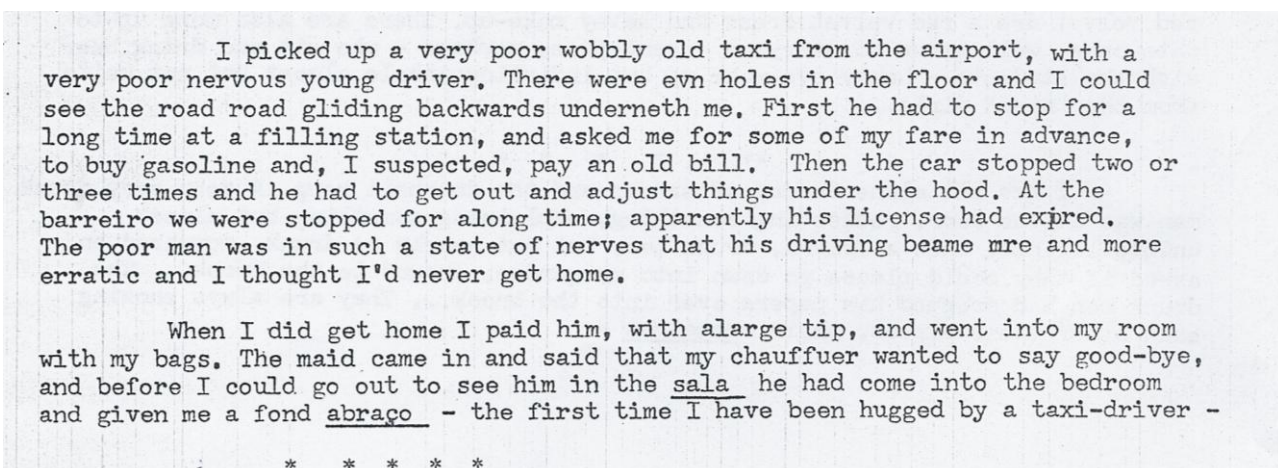 I picked up a very poor wobbly old taxi from the airport, with a
very poor nervous young driver. There were evn holes in the floor and I could
see the road road gliding backwards underneth me. First he had to stop for a
long time at a filling station, and asked me for some of my fare in advance,
to buy gasoline and, I suspected, pay an old bill. Then the car stopped two or
three times and he had to get out and adjust things under the hood. At the
barreiro we were stopped for along time; apparently his license had expred.
The poor man was in such a state of nerves that his driving beame mre and more
erratic and I thought I'd never get home.
When I did get home I paid him, with alarge tip, and went into my room
with my bags. The maid came in and said that my chauffuer wanted to say good-bye,
and before I could go out to see him in the sala he had come into the bedroom
and given me a fond abraço - the first time I have been hugged by a taxi-driver -
* * * * *